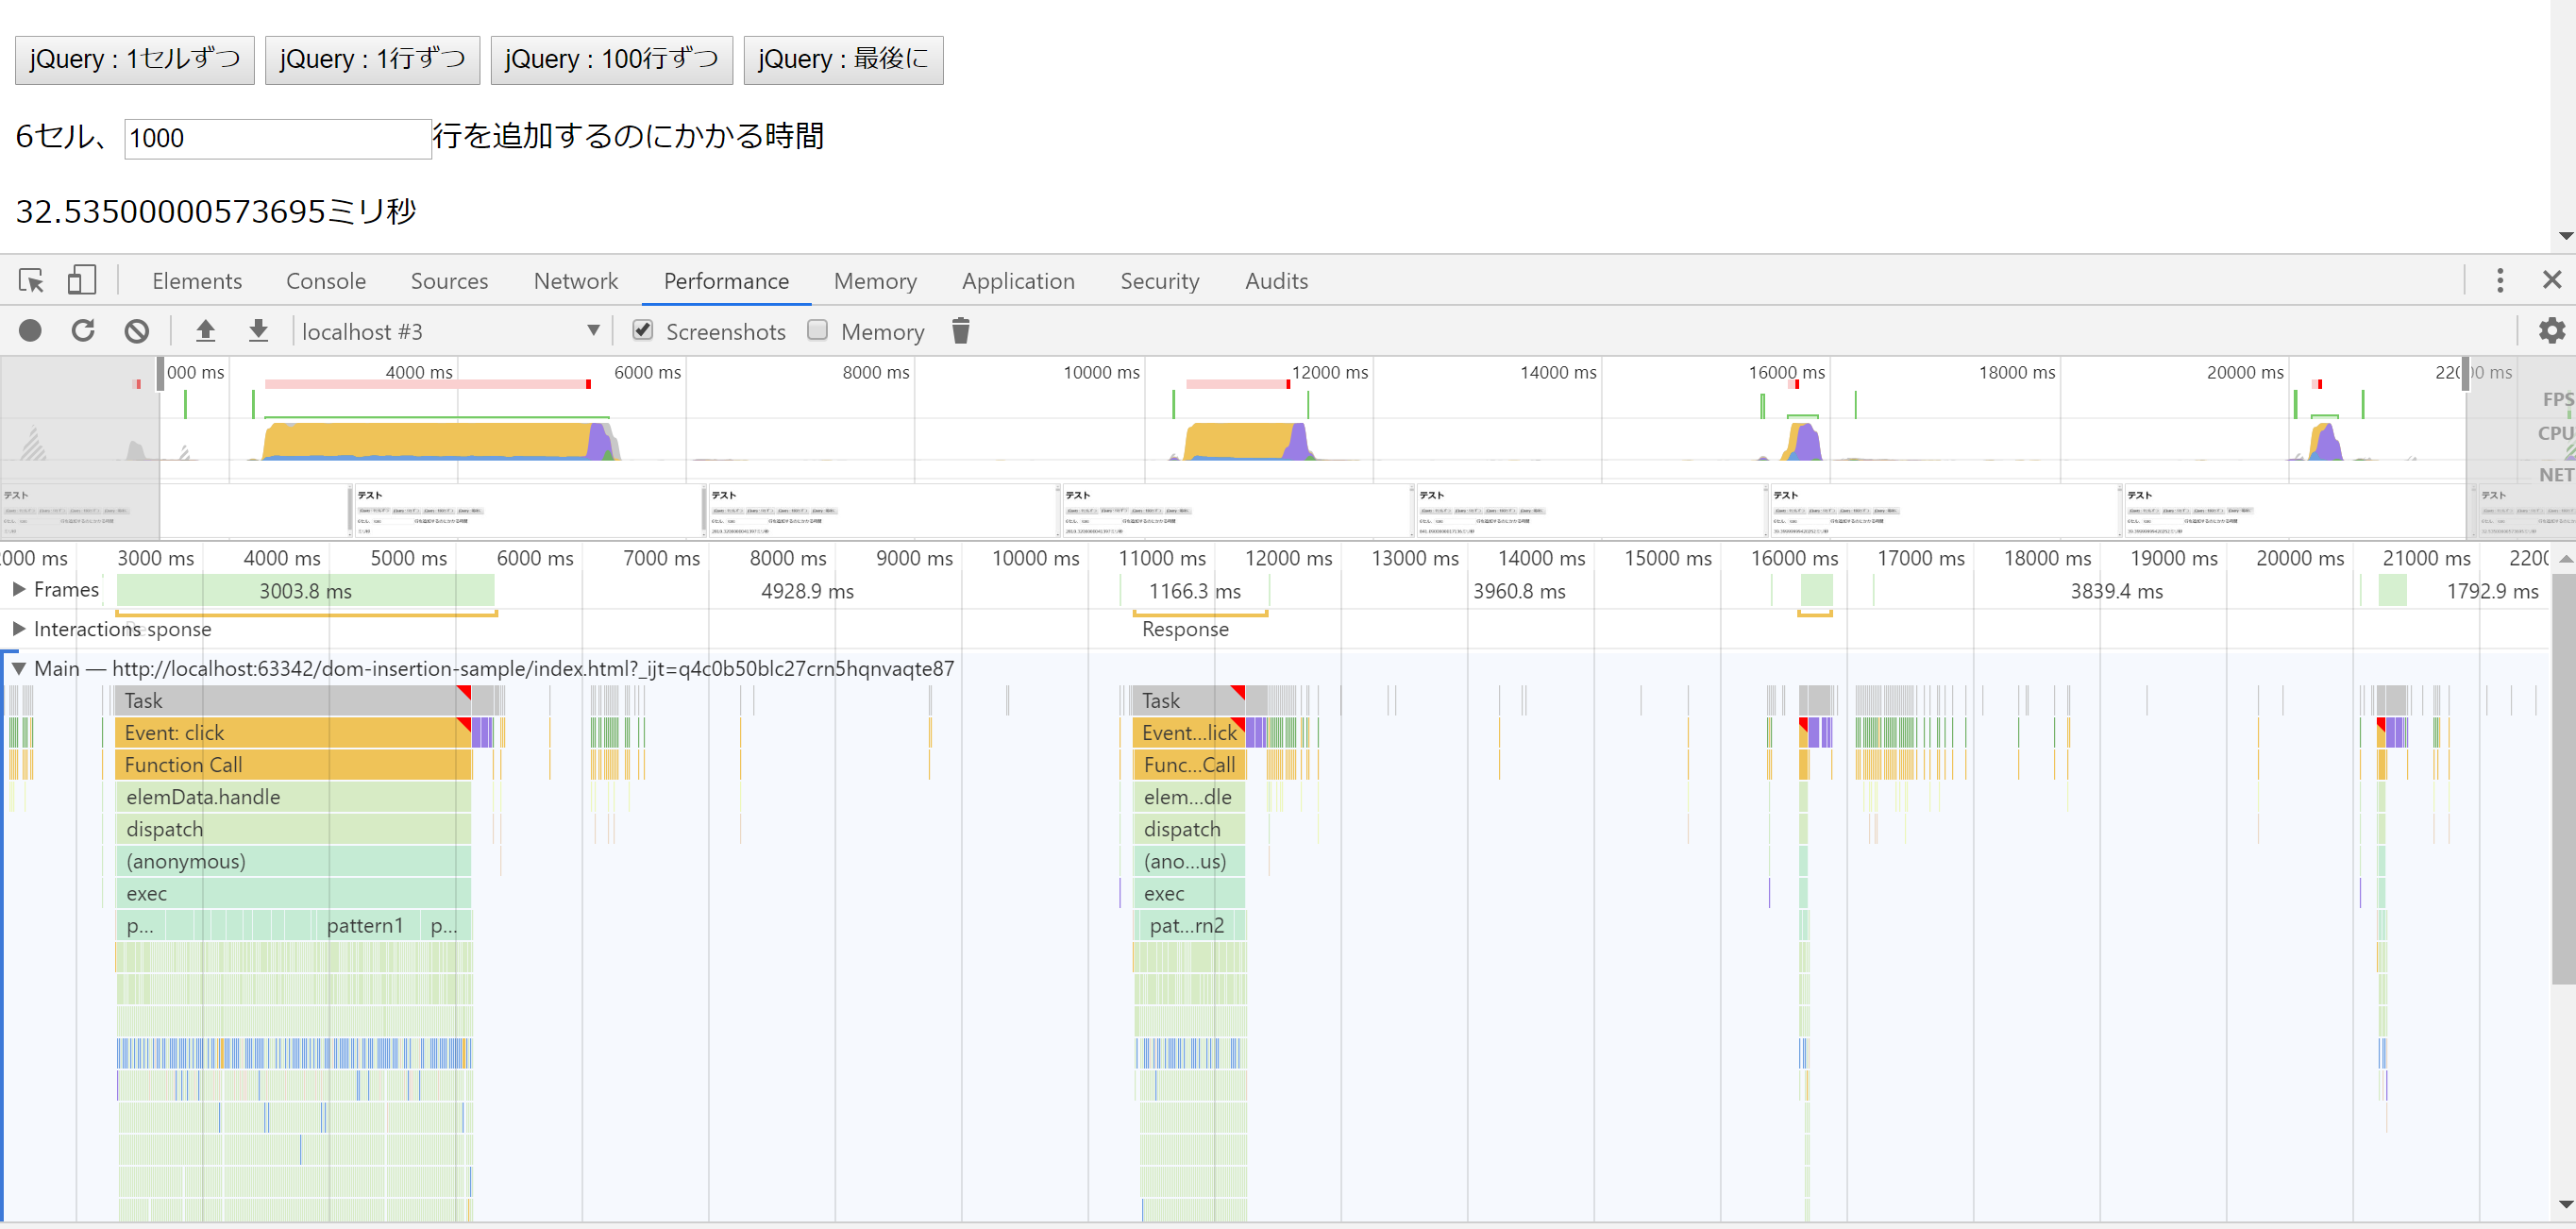 jQuery : 1セルずつ jQuery : 1行ずつ jQuery : 100行ずつ jQuery : 最後に
6セル、 1000 行を追加するのにかかる時間
32.53500000573695ミリ秒
Elements Console Sources Network Performance Memory Application Security Audits
localhost #3 Screenshots Memory
000 ms 4000 ms 6000 ms 8000 ms 10000 ms 12000 ms 14000 ms 16000 ms 18000 ms 20000 ms 22000 ms
FPS
CPU
NET
テスト テスト テスト テスト テスト テスト テスト テスト
2000 ms 3000 ms 4000 ms 5000 ms 6000 ms 7000 ms 8000 ms 9000 ms 10000 ms 11000 ms 12000 ms 13000 ms 14000 ms 15000 ms 16000 ms 17000 ms 18000 ms 19000 ms 20000 ms 21000 ms 2200
Frames 3003.8 ms 4928.9 ms 1166.3 ms 3960.8 ms 3839.4 ms 1792.9 ms
Interactions sponse Response
Main — http://localhost:63342/dom-insertion-sample/index.html?_ijt=q4c0b50blc27crn5hqnvaqte87
Task Task
Event: click Event...lick
Function Call Func...Call
elemData.handle elem...dle
dispatch dispatch
(anonymous) (ano...us)
exec exec
p... pattern1 p... pat...rn2